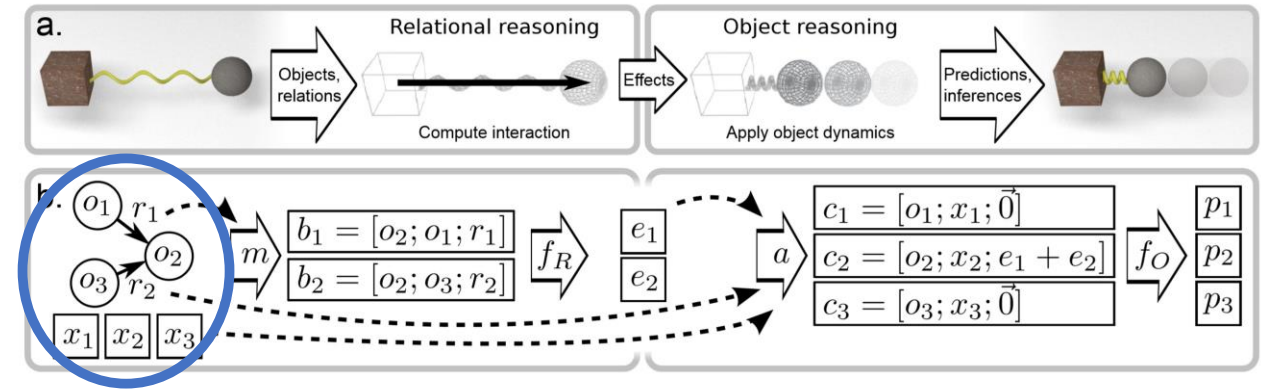 a.
Relational reasoning
Object reasoning
Objects,
relations
Effects
Predictions,
inferences
Compute interaction
Apply object dynamics
b.
o₁
r₁
o₂
o₃
r₂
x₁ x₂ x₃
m
b₁ = [o₂; o₁; r₁]
b₂ = [o₂; o₃; r₂]
f_R
e₁
e₂
a
c₁ = [o₁; x₁; 0⃗]
c₂ = [o₂; x₂; e₁ + e₂]
c₃ = [o₃; x₃; 0⃗]
f_O
p₁
p₂
p₃